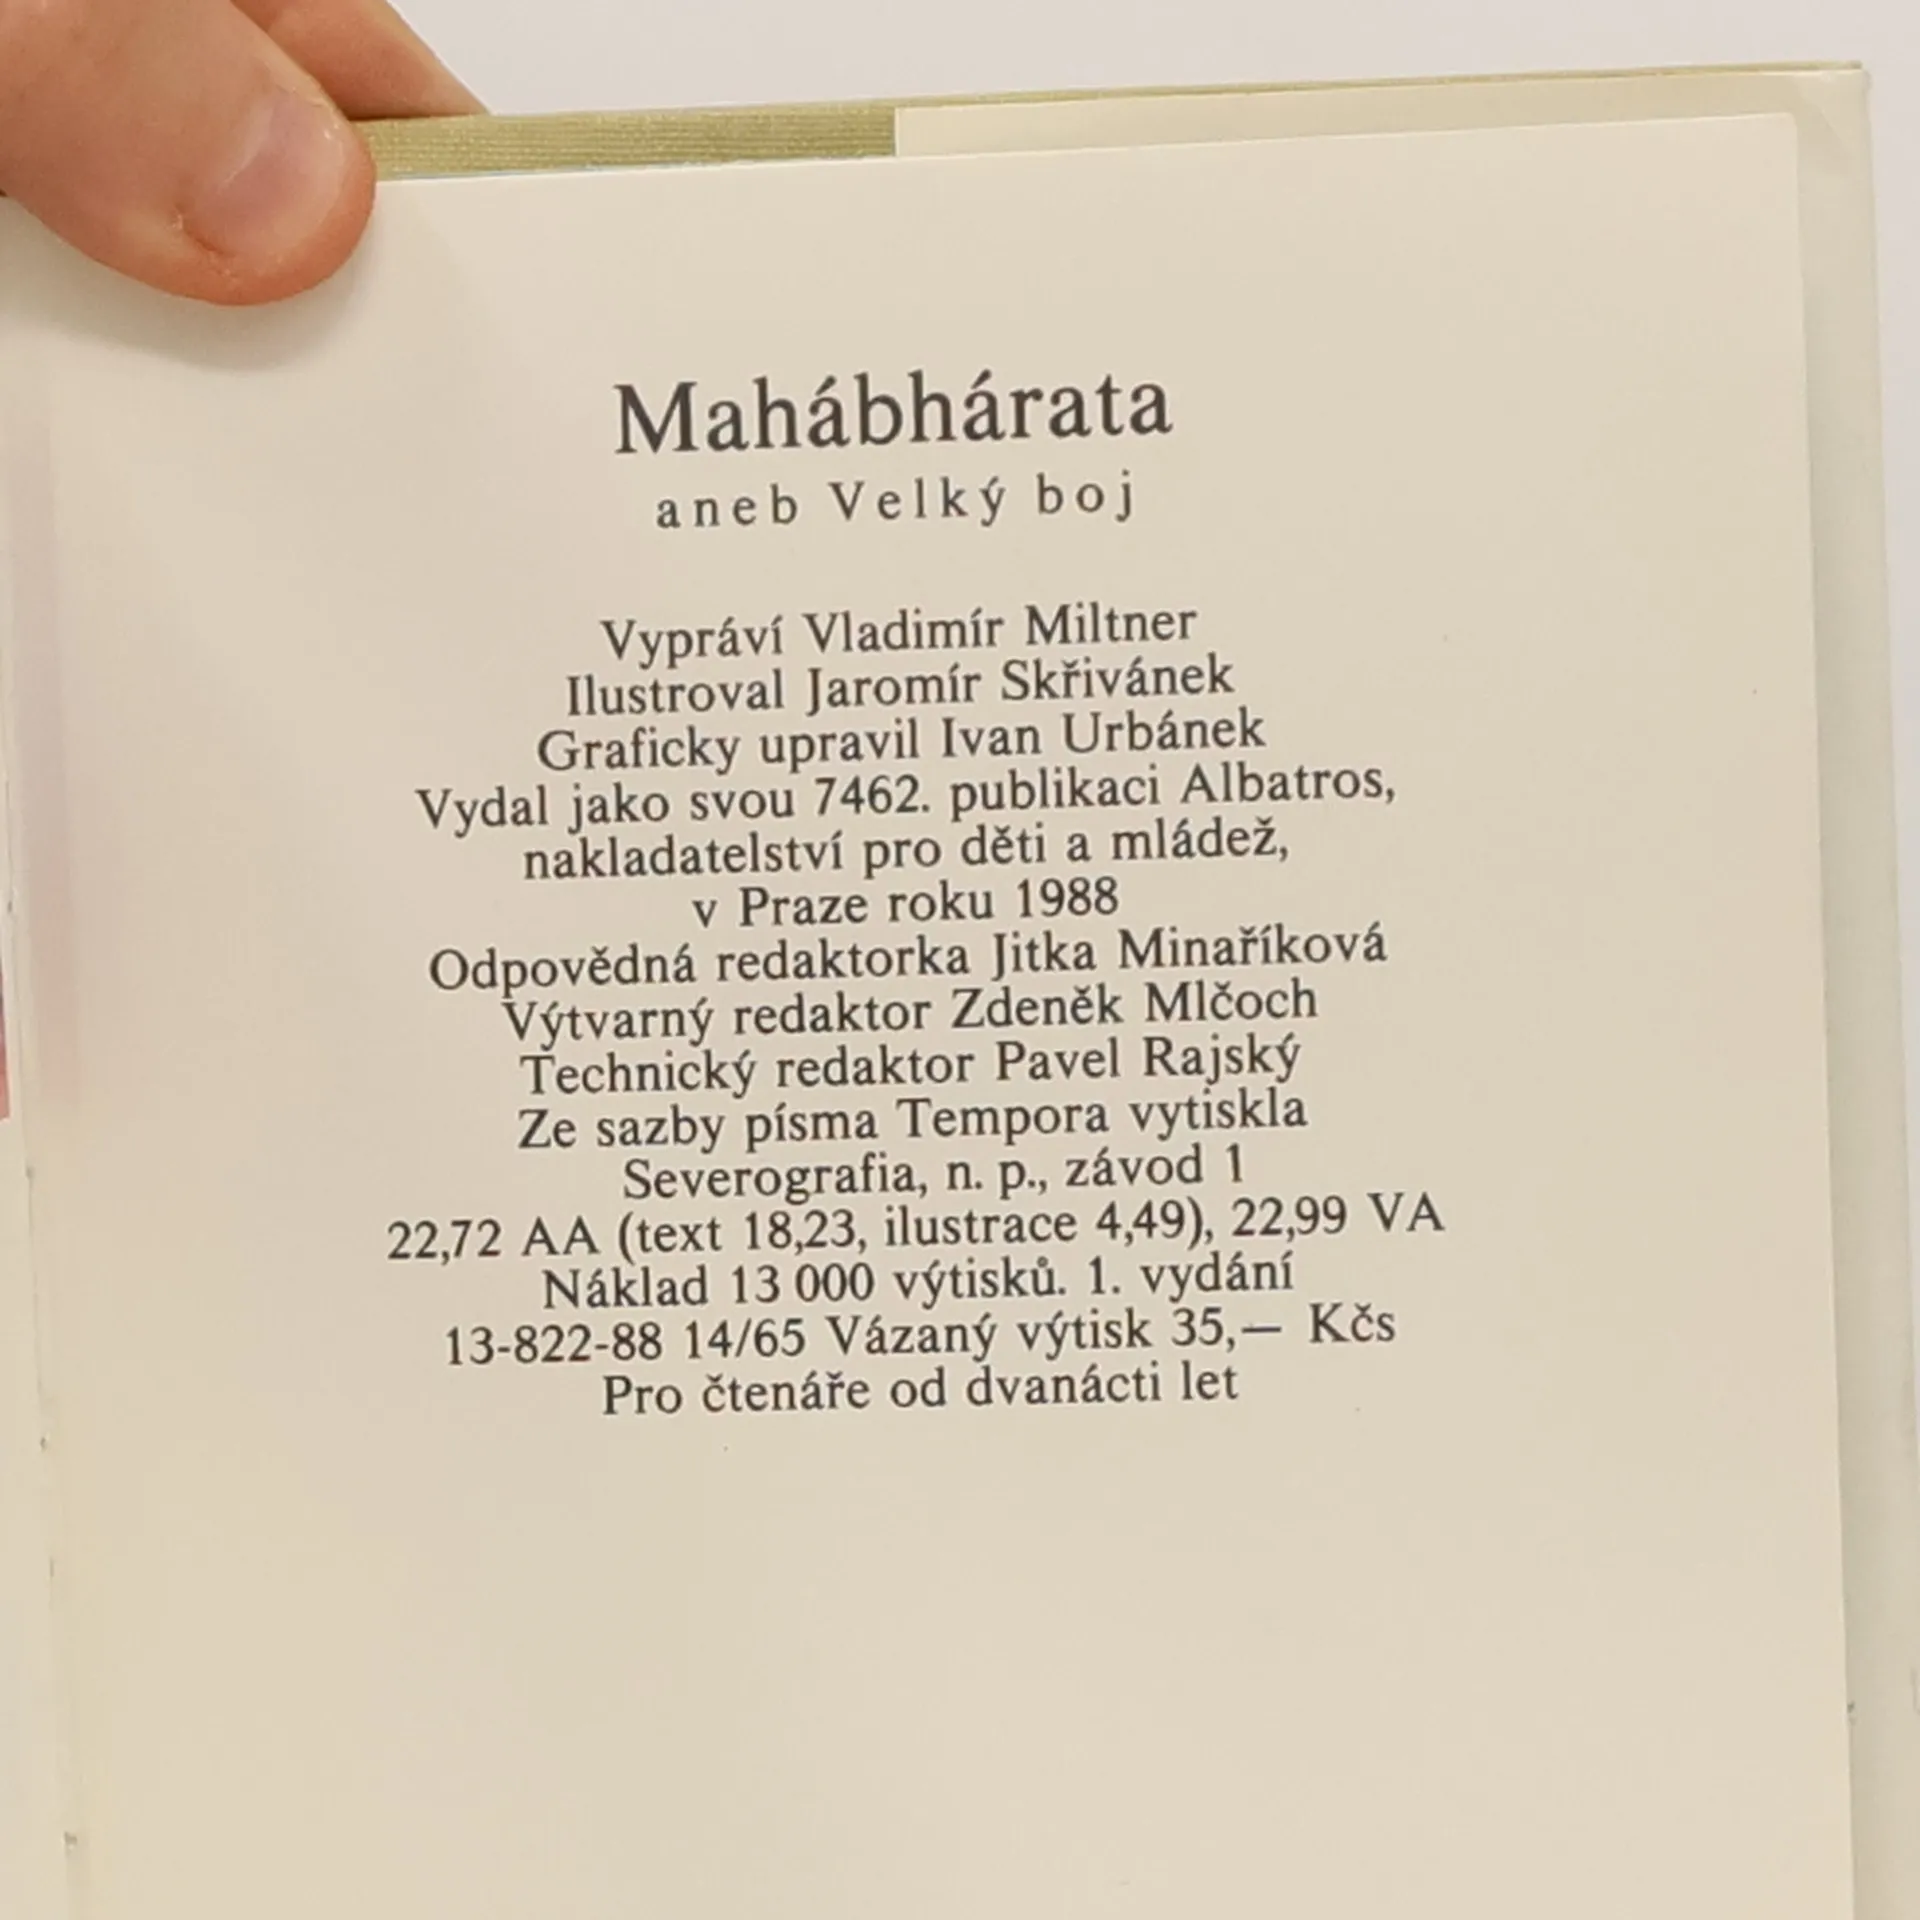 Mahábhárata
aneb Velký boj
Vypráví Vladimír Miltner
Ilustroval Jaromír Skřivánek
Graficky upravil Ivan Urbánek
Vydal jako svou 7462. publikaci Albatros,
nakladatelství pro děti a mládež,
v Praze roku 1988
Odpovědná redaktorka Jitka Minaříková
Výtvarný redaktor Zdeněk Mlčoch
Technický redaktor Pavel Rajský
Ze sazby písma Tempora vytiskla
Severografia, n. p., závod 1
22,72 AA (text 18,23, ilustrace 4,49), 22,99 VA
Náklad 13 000 výtisků. 1. vydání
13-822-88 14/65 Vázaný výtisk 35,— Kčs
Pro čtenáře od dvanácti let